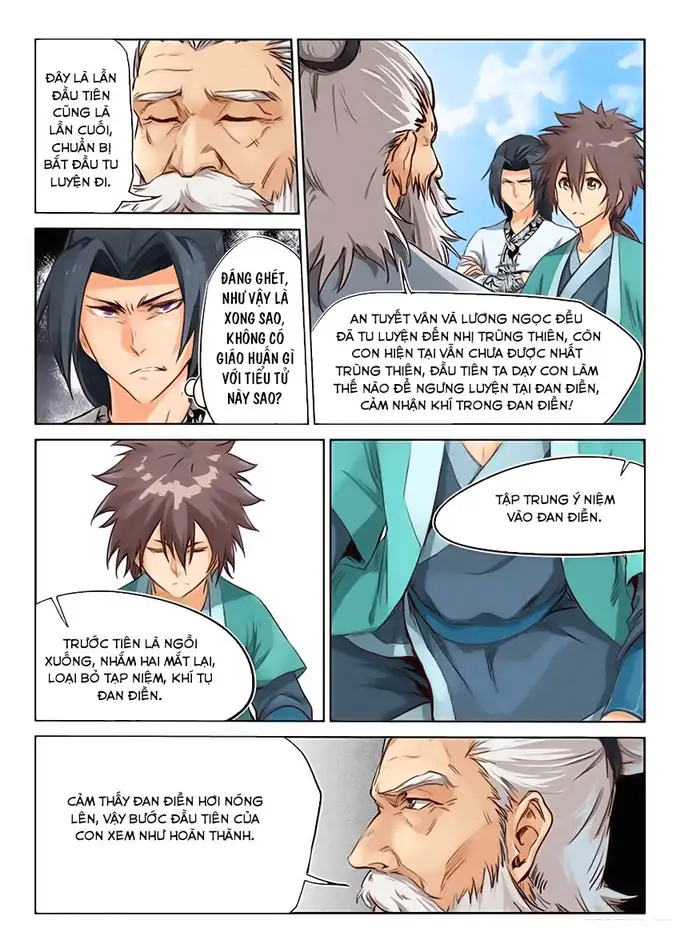 ĐÂY LÀ LẦN
ĐẦU TIÊN
CŨNG LÀ
LẦN CUỐI,
CHUẨN BỊ
BẮT ĐẦU TU
LUYỆN ĐI.
AN TUYẾT VÂN VÀ LƯƠNG NGỌC ĐỀU
ĐÃ TU LUYỆN ĐẾN NHỊ TRÙNG THIÊN, CÒN
CON HIỆN TẠI VẪN CHƯA ĐƯỢC NHẤT
TRÙNG THIÊN, ĐẦU TIÊN TA DẠY CON LÀM
THẾ NÀO ĐỂ NGƯNG LUYỆN TẠI ĐAN ĐIỀN,
CẢM NHẬN KHÍ TRONG ĐAN ĐIỀN!
ĐÁNG GHÉT,
NHƯ VẬY LÀ
XONG SAO,
KHÔNG CÓ
GIÁO HUẤN GÌ
VỚI TIỂU TỬ
NÀY SAO?
TRƯỚC TIÊN LÀ NGỒI
XUỐNG, NHẮM HAI MẮT LẠI,
LOẠI BỎ TẠP NIỆM, KHÍ TỤ
ĐAN ĐIỀN.
TẬP TRUNG Ý NIỆM
VÀO ĐAN ĐIỀN.
CẢM THẤY ĐAN ĐIỀN HƠI NÓNG
LÊN, VẬY BƯỚC ĐẦU TIÊN CỦA
CON XEM NHƯ HOÀN THÀNH.